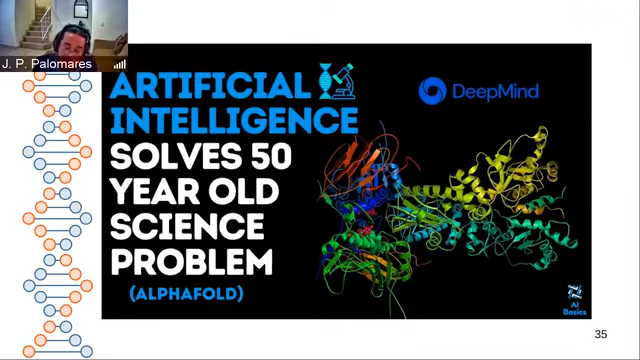 J. P. Palomares
ARTIFICIAL
INTELLIGENCE
SOLVES 50
YEAR OLD
SCIENCE
PROBLEM
(ALPHAFOLD)
DeepMind
AI
Basics
35